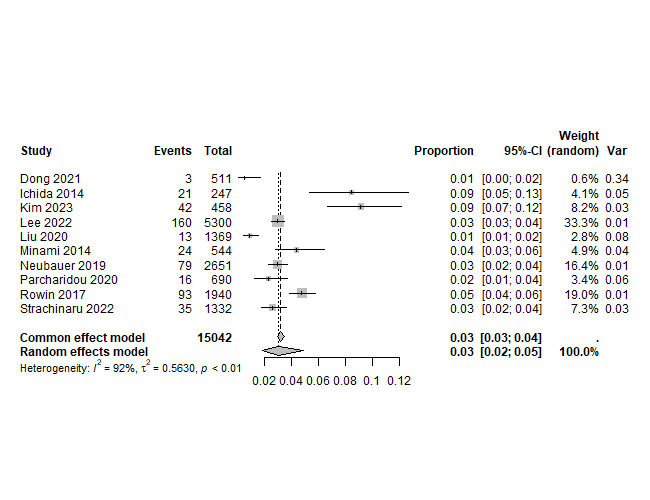 Weight
Study Events Total Proportion 95%-CI (random) Var
Dong 2021 3 511 0.01 [0.00; 0.02] 0.6% 0.34
Ichida 2014 21 247 0.09 [0.05; 0.13] 4.1% 0.05
Kim 2023 42 458 0.09 [0.07; 0.12] 8.2% 0.03
Lee 2022 160 5300 0.03 [0.03; 0.04] 33.3% 0.01
Liu 2020 13 1369 0.01 [0.01; 0.02] 2.8% 0.08
Minami 2014 24 544 0.04 [0.03; 0.06] 4.9% 0.04
Neubauer 2019 79 2651 0.03 [0.02; 0.04] 16.4% 0.01
Parcharidou 2020 16 690 0.02 [0.01; 0.04] 3.4% 0.06
Rowin 2017 93 1940 0.05 [0.04; 0.06] 19.0% 0.01
Strachinaru 2022 35 1332 0.03 [0.02; 0.04] 7.3% 0.03
Common effect model 15042 0.03 [0.03; 0.04] .
Random effects model 0.03 [0.02; 0.05] 100.0%
Heterogeneity: I² = 92%, τ² = 0.5630, p < 0.01
0.02 0.04 0.06 0.08 0.1 0.12